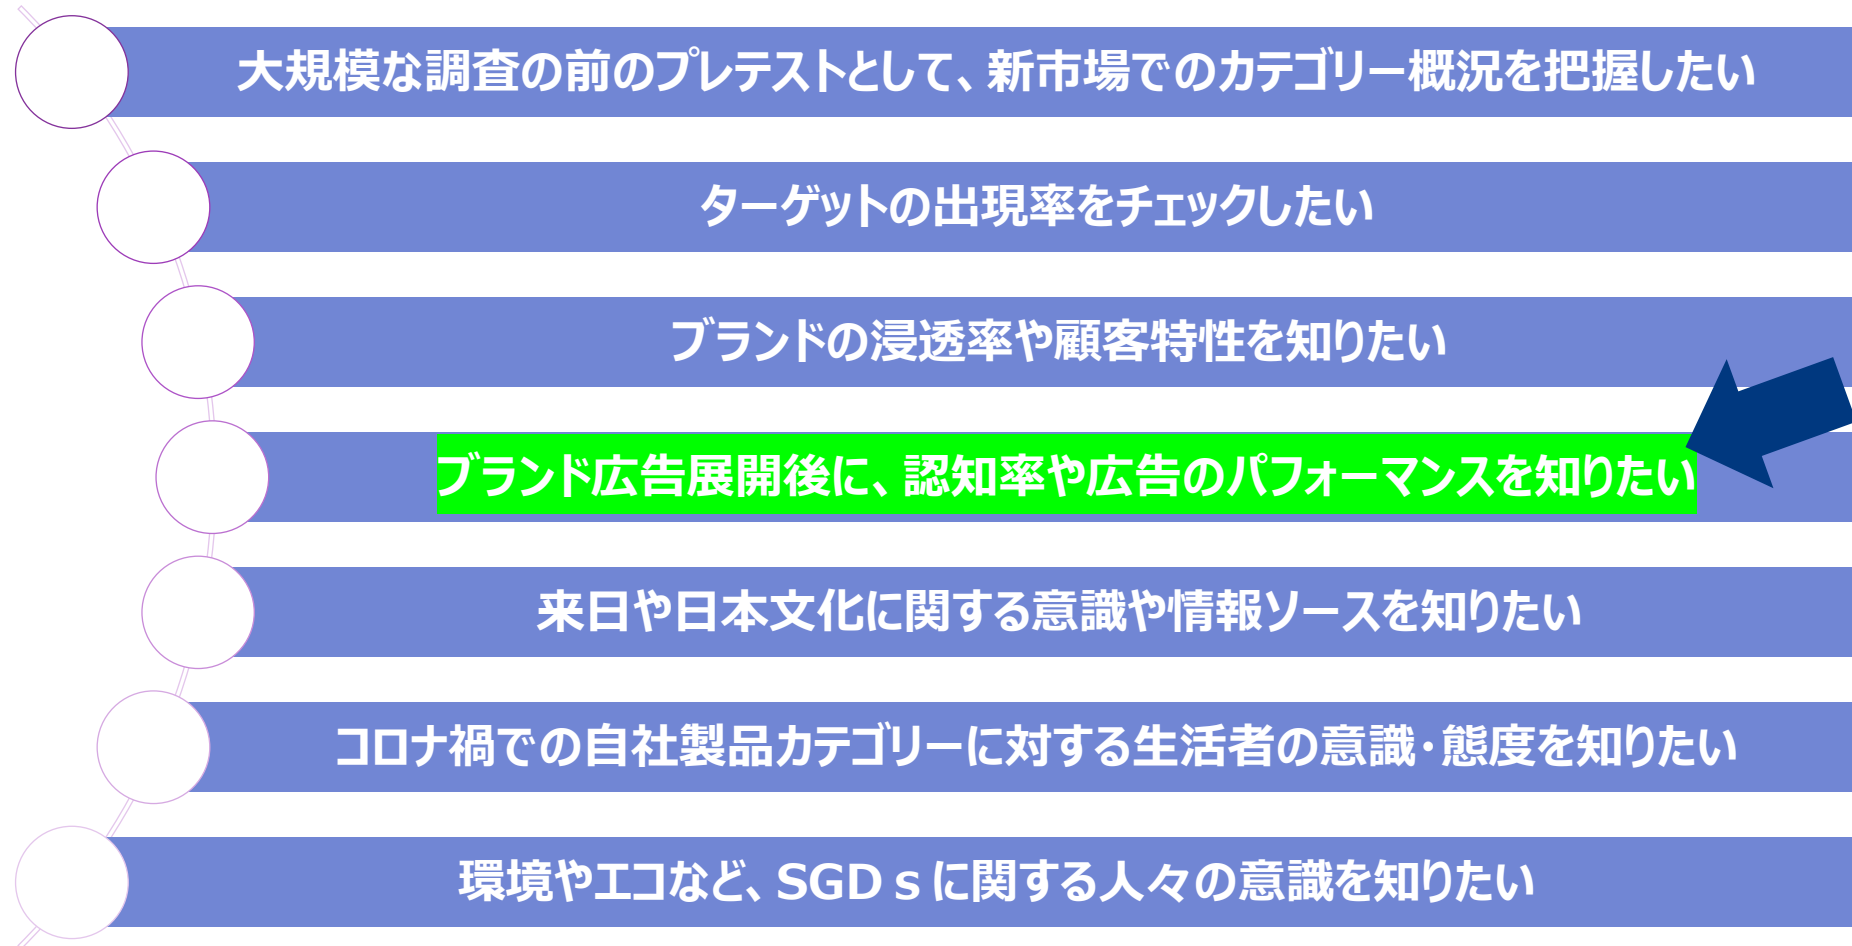 大規模な調査の前のプレテストとして、新市場でのカテゴリー概況を把握したい
ターゲットの出現率をチェックしたい
ブランドの浸透率や顧客特性を知りたい
ブランド広告展開後に、認知率や広告のパフォーマンスを知りたい
来日や日本文化に関する意識や情報ソースを知りたい
コロナ禍での自社製品カテゴリーに対する生活者の意識・態度を知りたい
環境やエコなど、SGDｓに関する人々の意識を知りたい